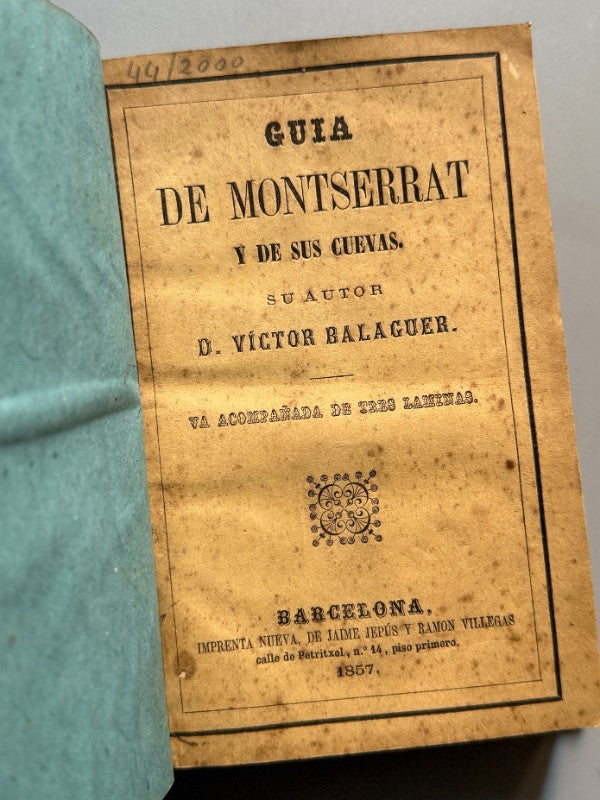 44/2000
GUIA
DE MONTSERRAT
Y DE SUS CUEVAS.
SU AUTOR
D. VÍCTOR BALAGUER.
VA ACOMPAÑADA DE TRES LAMINAS.
BARCELONA,
IMPRENTA NUEVA, DE JAIME JEPÚS Y RAMON VILLEGAS
calle de Petritxol, n.º 14, piso primero.
1857.